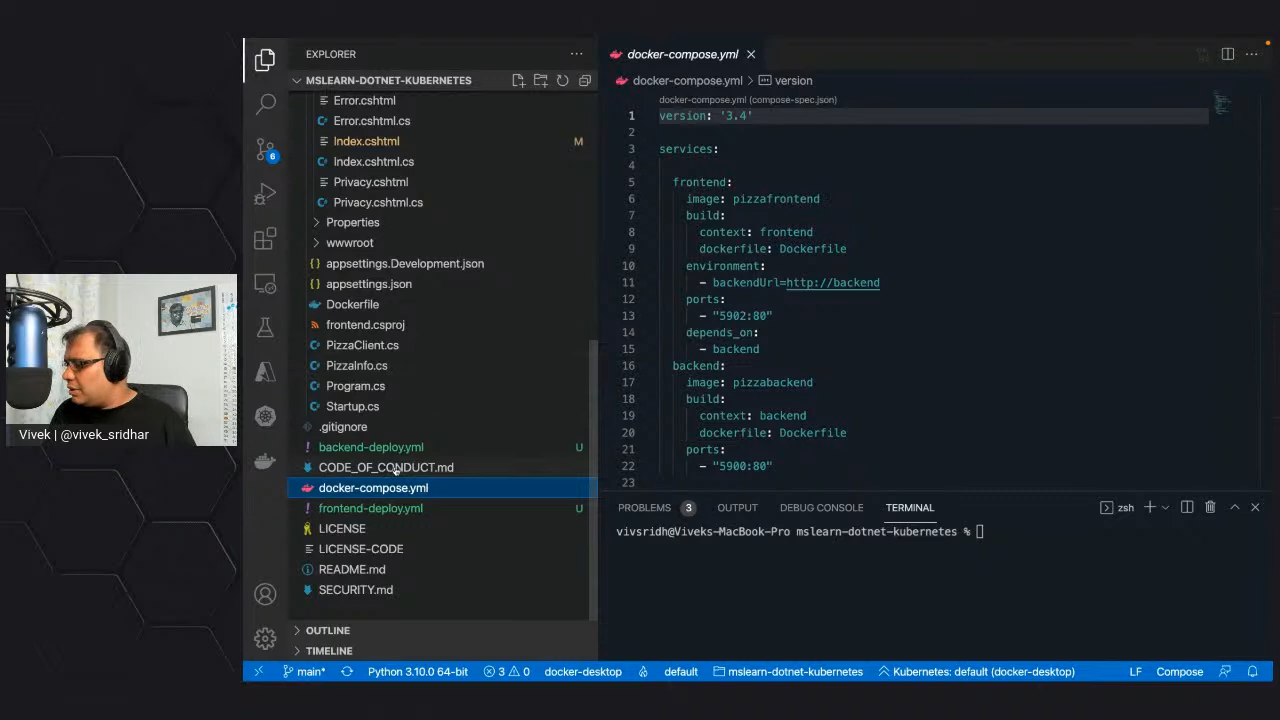 EXPLORER
MSLEARN-DOTNET-KUBERNETES
Error.cshtml
Error.cshtml.cs
Index.cshtml M
Index.cshtml.cs
Privacy.cshtml
Privacy.cshtml.cs
Properties
wwwroot
appsettings.Development.json
appsettings.json
Dockerfile
frontend.csproj
PizzaClient.cs
PizzaInfo.cs
Program.cs
Startup.cs
.gitignore
backend-deploy.yml U
CODE_OF_CONDUCT.md
docker-compose.yml
frontend-deploy.yml U
LICENSE
LICENSE-CODE
README.md
SECURITY.md
OUTLINE
TIMELINE
6
Vivek | @vivek_sridhar
docker-compose.yml
docker-compose.yml > version
docker-compose.yml (compose-spec.json)
1 version: '3.4'
2
3 services:
4
5 frontend:
6 image: pizzafrontend
7 build:
8 context: frontend
9 dockerfile: Dockerfile
10 environment:
11 - backendUrl=http://backend
12 ports:
13 - "5902:80"
14 depends_on:
15 - backend
16 backend:
17 image: pizzabackend
18 build:
19 context: backend
20 dockerfile: Dockerfile
21 ports:
22 - "5900:80"
23
PROBLEMS 3 OUTPUT DEBUG CONSOLE TERMINAL zsh
vivsridh@Viveks-MacBook-Pro mslearn-dotnet-kubernetes %
main* Python 3.10.0 64-bit 3 0 docker-desktop default mslearn-dotnet-kubernetes Kubernetes: default (docker-desktop) LF Compose